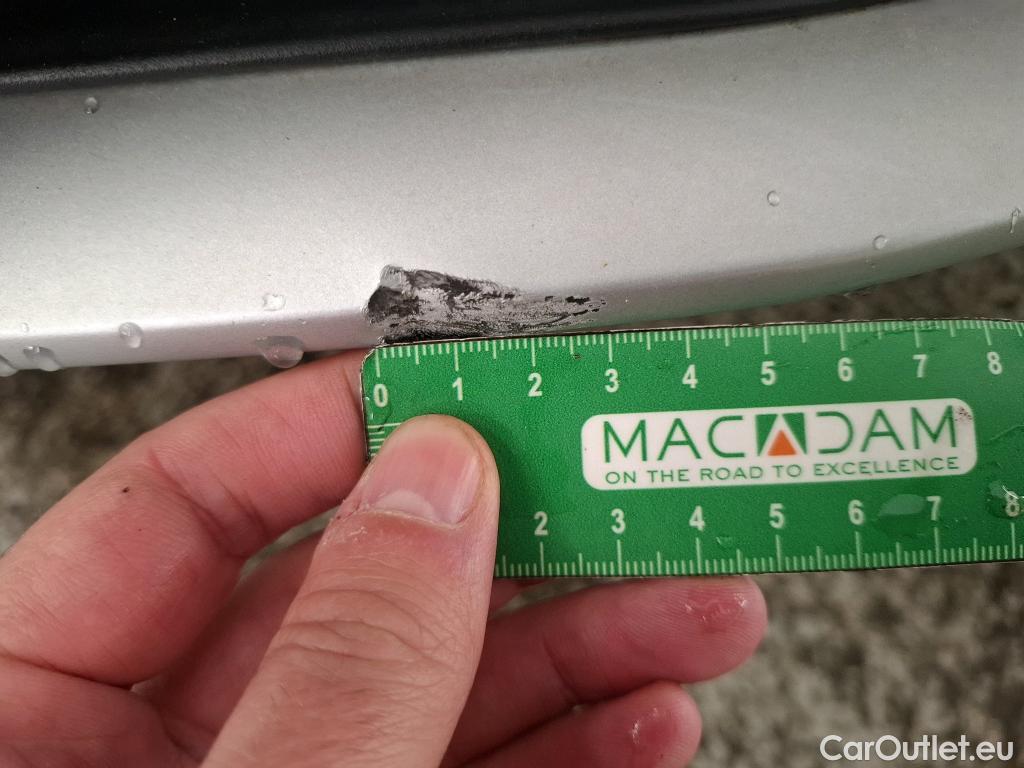 0 1 2 3 4 5 6 7 8
MACADAM
ON THE ROAD TO EXCELLENCE
2 3 4 5 6 7 8
CarOutlet.eu